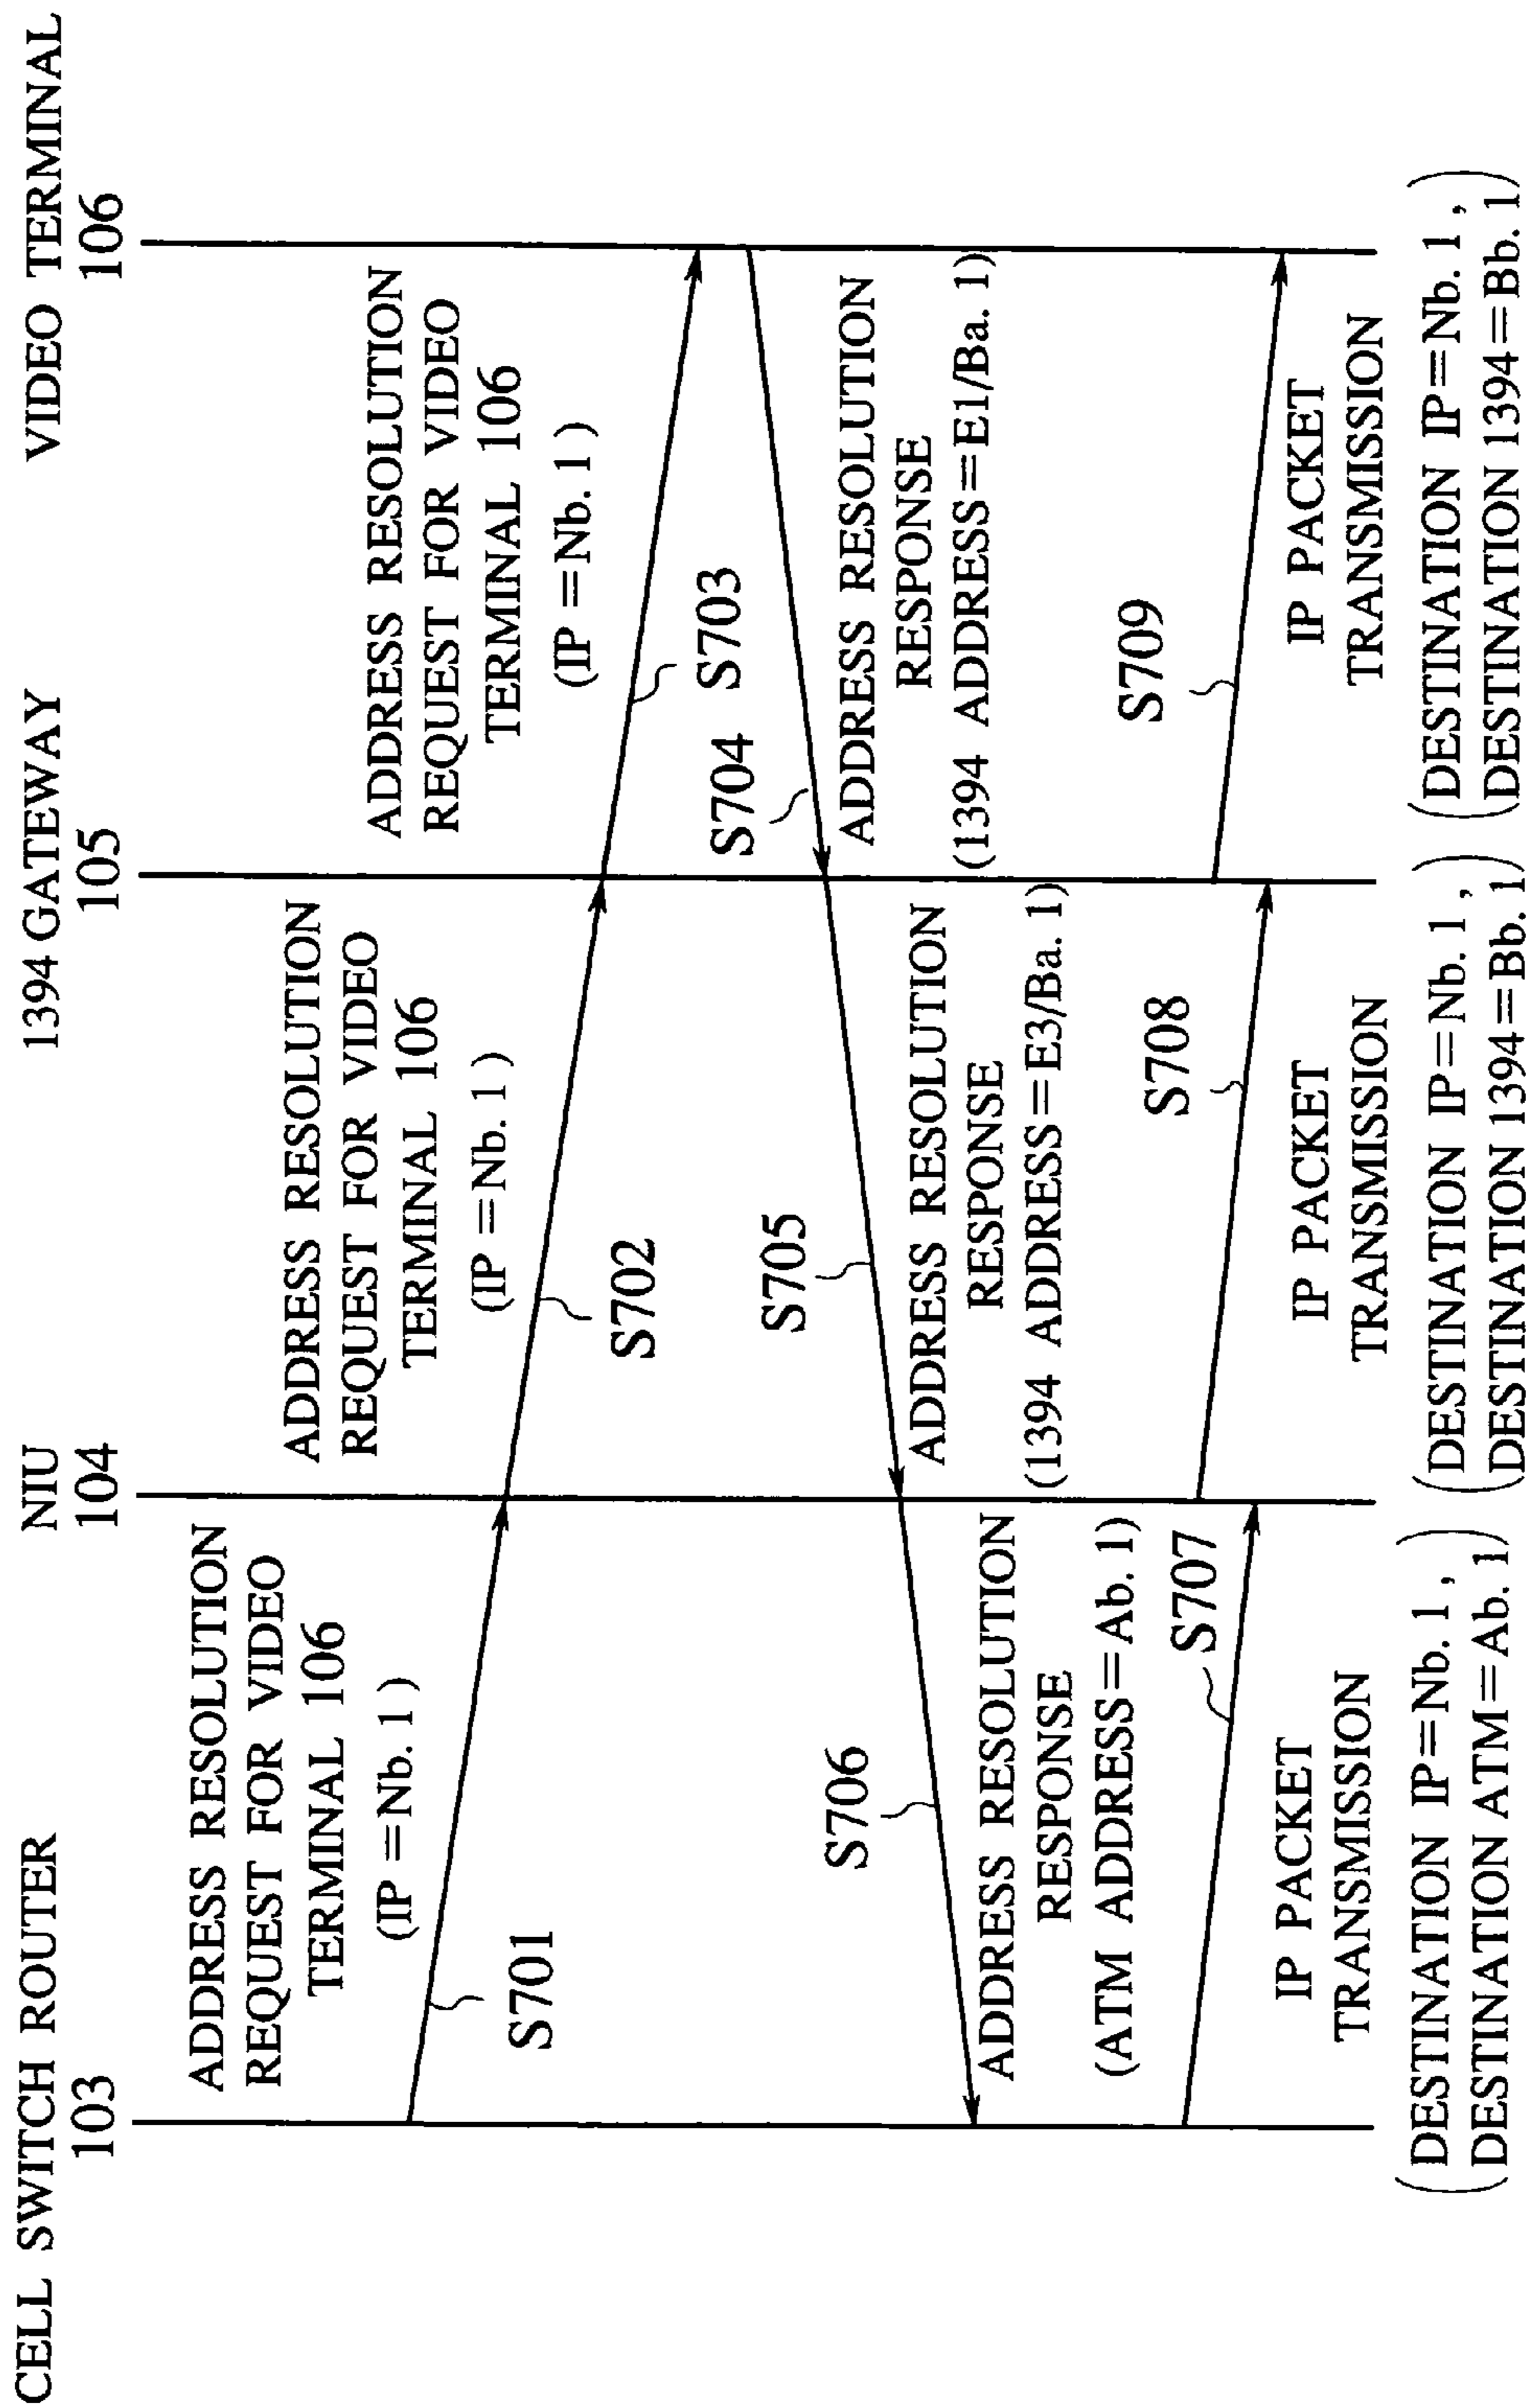 CELL SWITCH ROUTER
103
NIU
104
1394 GATEWAY
105
VIDEO TERMINAL
106
ADDRESS RESOLUTION
REQUEST FOR VIDEO
TERMINAL 106
(IP=Nb. 1)
S701
ADDRESS RESOLUTION
REQUEST FOR VIDEO
TERMINAL 106
(IP=Nb. 1)
S702
ADDRESS RESOLUTION
REQUEST FOR VIDEO
TERMINAL 106
(IP=Nb. 1)
S703
S704
ADDRESS RESOLUTION
RESPONSE
(1394 ADDRESS=E1/Ba. 1)
S705
ADDRESS RESOLUTION
RESPONSE
(1394 ADDRESS=E3/Ba. 1)
S706
ADDRESS RESOLUTION
RESPONSE
(ATM ADDRESS=Ab. 1)
S707
IP PACKET
TRANSMISSION
(DESTINATION IP=Nb. 1,
DESTINATION ATM=Ab. 1)
S708
IP PACKET
TRANSMISSION
(DESTINATION IP=Nb. 1,
DESTINATION 1394=Bb. 1)
S709
IP PACKET
TRANSMISSION
(DESTINATION IP=Nb. 1,
DESTINATION 1394=Bb. 1)